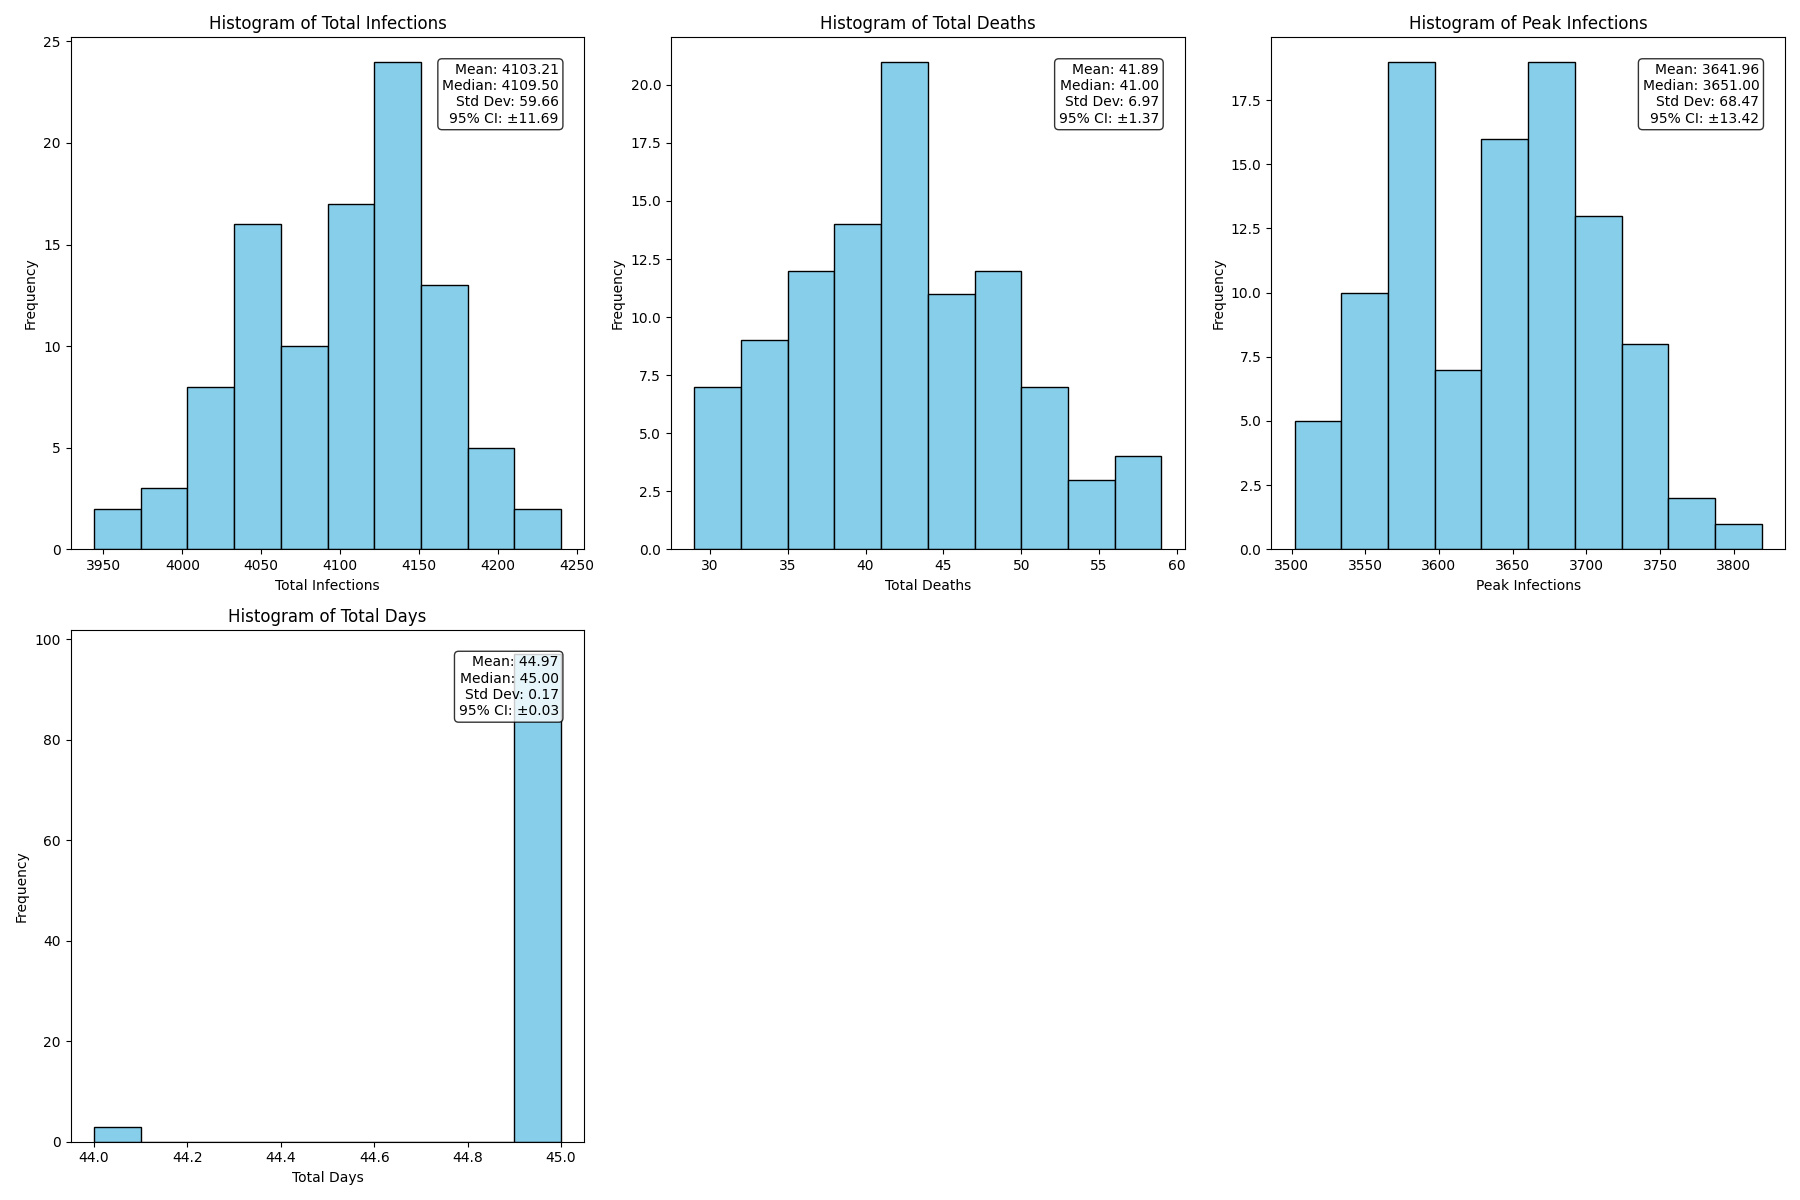 Histogram of Total Infections
25
20
15
10
5
0
Frequency
Mean: 4103.21
Median: 4109.50
Std Dev: 59.66
95% CI: ±11.69
3950 4000 4050 4100 4150 4200 4250
Total Infections
Histogram of Total Deaths
20.0
17.5
15.0
12.5
10.0
7.5
5.0
2.5
0.0
Frequency
Mean: 41.89
Median: 41.00
Std Dev: 6.97
95% CI: ±1.37
30 35 40 45 50 55 60
Total Deaths
Histogram of Peak Infections
17.5
15.0
12.5
10.0
7.5
5.0
2.5
0.0
Frequency
Mean: 3641.96
Median: 3651.00
Std Dev: 68.47
95% CI: ±13.42
3500 3550 3600 3650 3700 3750 3800
Peak Infections
Histogram of Total Days
100
80
60
40
20
0
Frequency
Mean: 44.97
Median: 45.00
Std Dev: 0.17
95% CI: ±0.03
44.0 44.2 44.4 44.6 44.8 45.0
Total Days